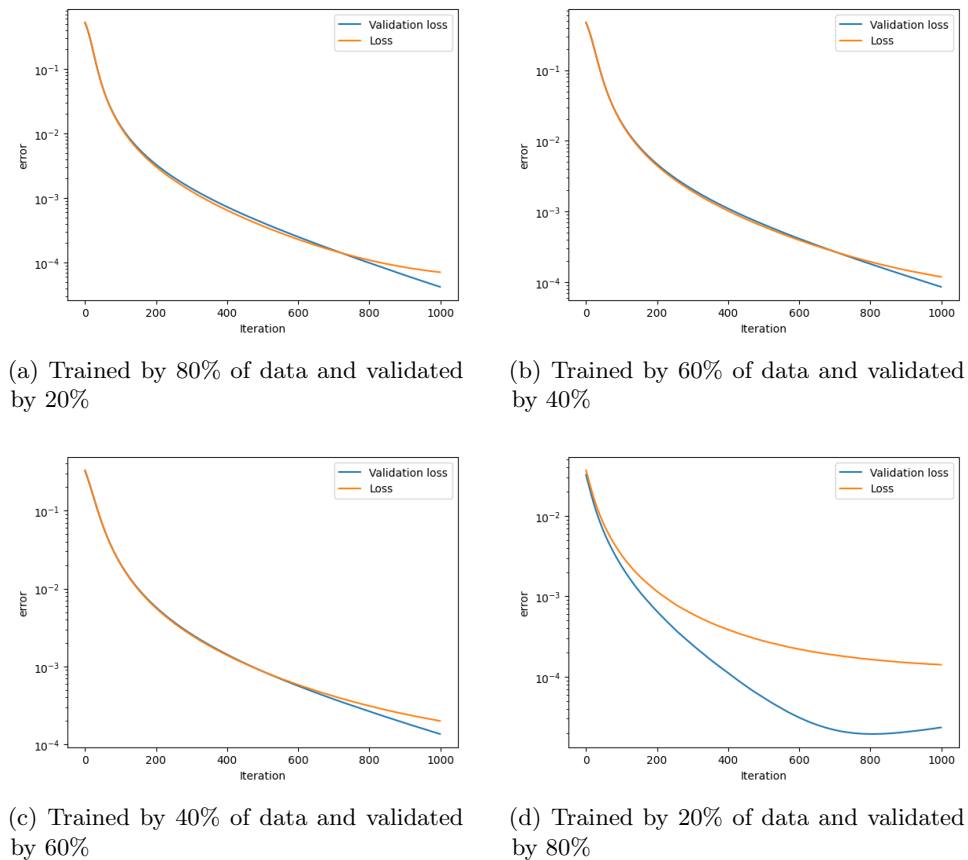 Validation loss
Loss
error
10⁻¹
10⁻²
10⁻³
10⁻⁴
0 200 400 600 800 1000
Iteration
(a) Trained by 80% of data and validated
by 20%
Validation loss
Loss
error
10⁻¹
10⁻²
10⁻³
10⁻⁴
0 200 400 600 800 1000
Iteration
(b) Trained by 60% of data and validated
by 40%
Validation loss
Loss
error
10⁻¹
10⁻²
10⁻³
10⁻⁴
0 200 400 600 800 1000
Iteration
(c) Trained by 40% of data and validated
by 60%
Validation loss
Loss
error
10⁻²
10⁻³
10⁻⁴
0 200 400 600 800 1000
Iteration
(d) Trained by 20% of data and validated
by 80%